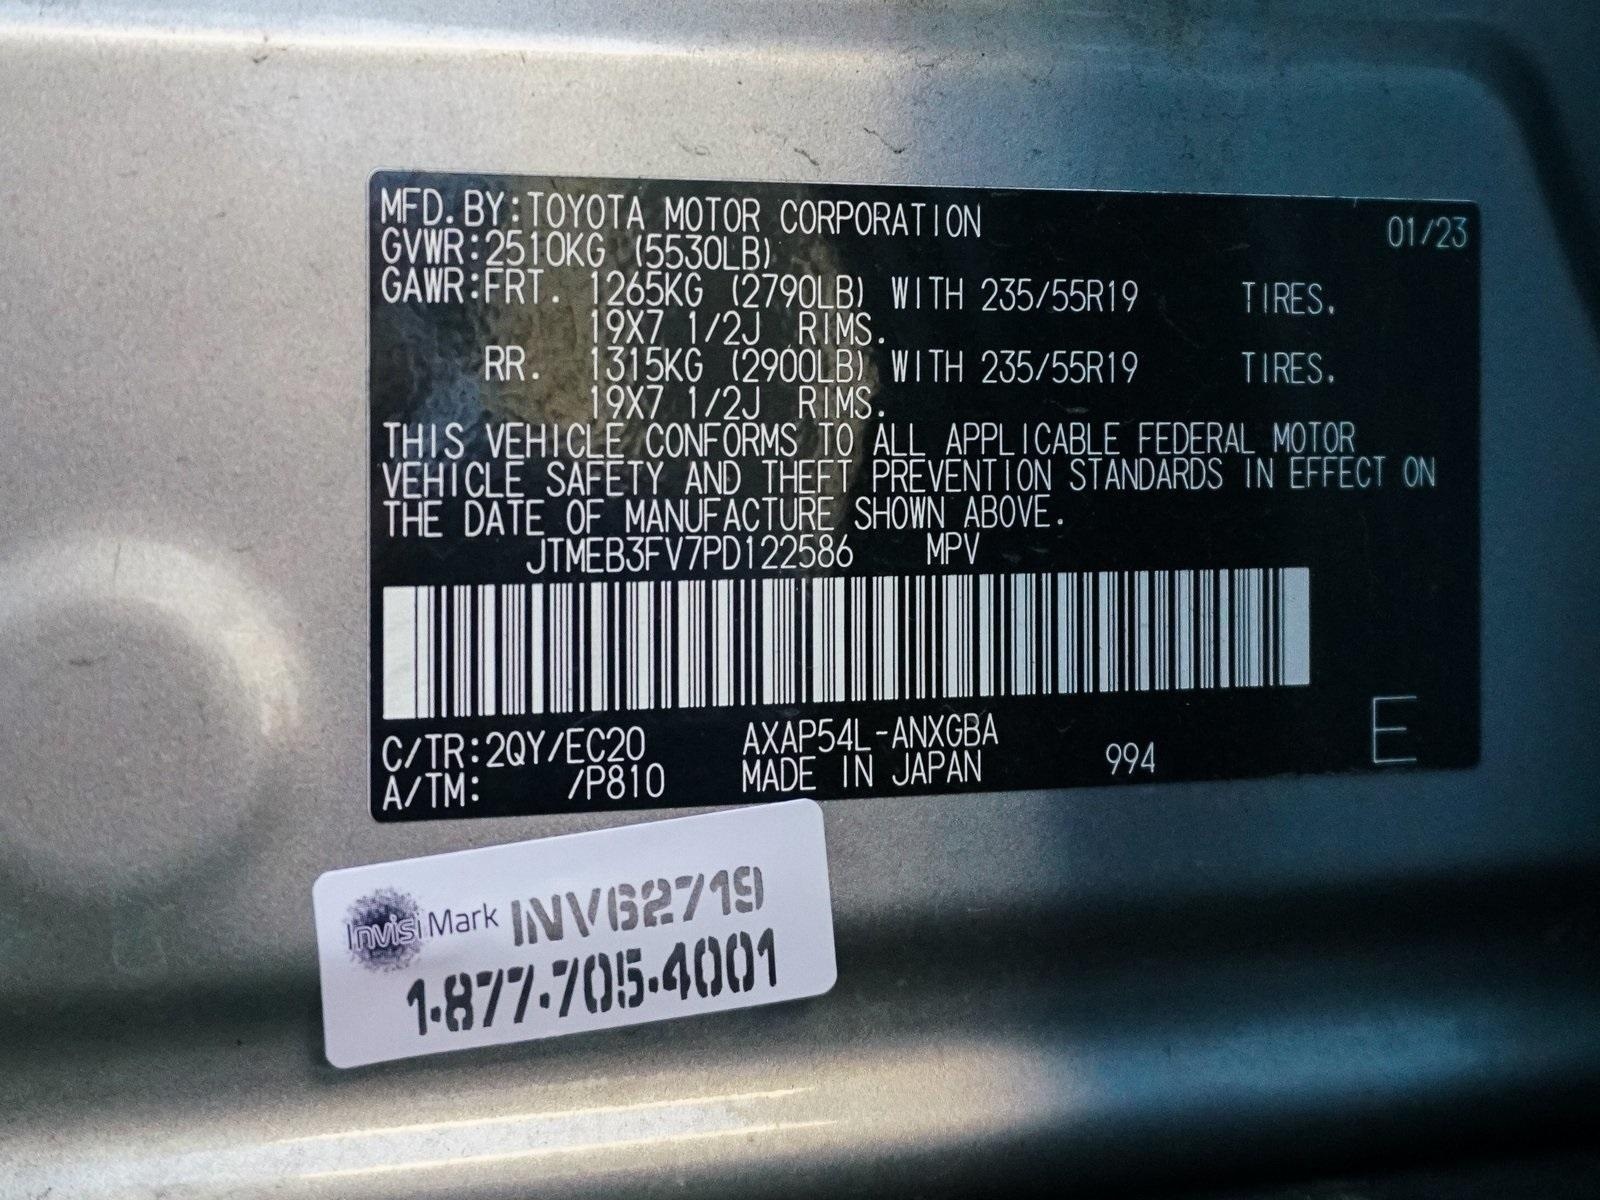 MFD.BY:TOYOTA MOTOR CORPORATION 01/23
GVWR:2510KG (5530LB)
GAWR:FRT. 1265KG (2790LB) WITH 235/55R19 TIRES.
19X7 1/2J RIMS.
RR. 1315KG (2900LB) WITH 235/55R19 TIRES.
19X7 1/2J RIMS.
THIS VEHICLE CONFORMS TO ALL APPLICABLE FEDERAL MOTOR
VEHICLE SAFETY AND THEFT PREVENTION STANDARDS IN EFFECT ON
THE DATE OF MANUFACTURE SHOWN ABOVE.
JTMEB3FV7PD122586 MPV
C/TR:2QY/EC20 AXAP54L-ANXGBA
A/TM: /P810 MADE IN JAPAN 994 E
InvisiMark INV62719
1-877-705-4001